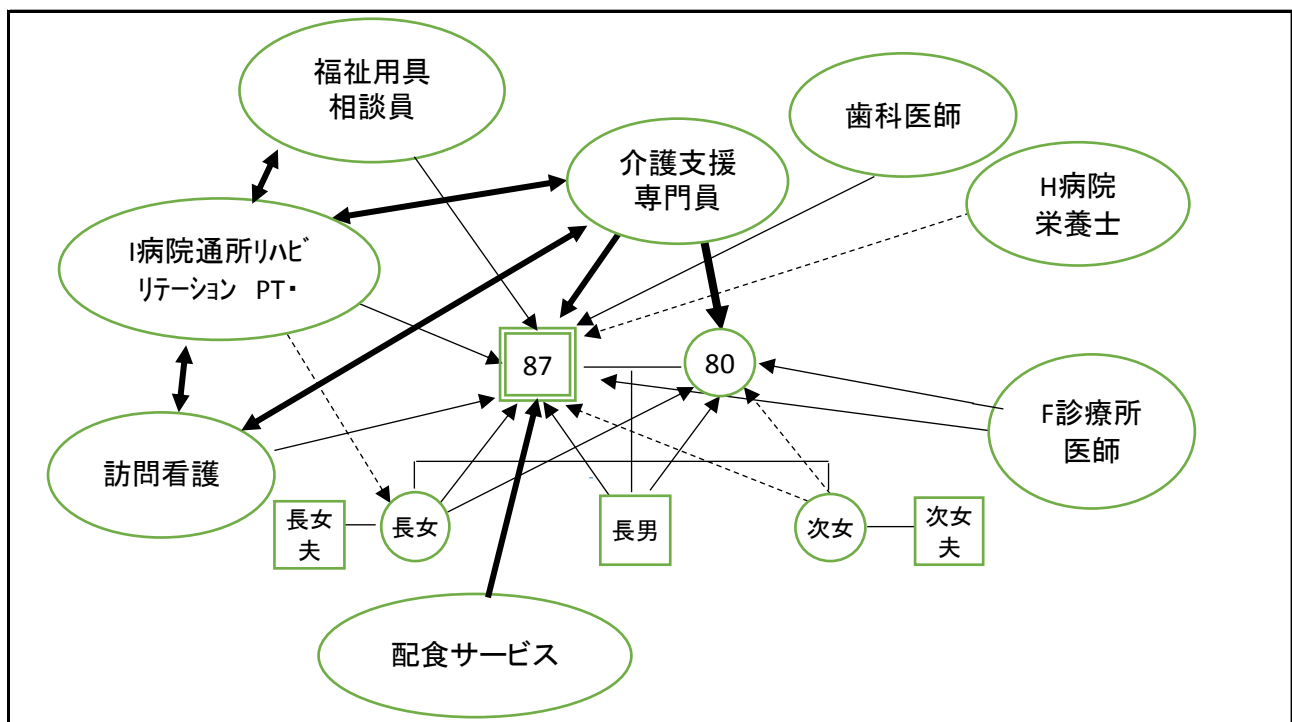 福祉用具
相談員
歯科医師
介護支援
専門員
H病院
栄養士
I病院通所ﾘﾊﾋﾞ
ﾘﾃｰｼｮﾝ PT・
87
80
F診療所
医師
訪問看護
長女
夫
長女
長男
次女
次女
夫
配食サービス